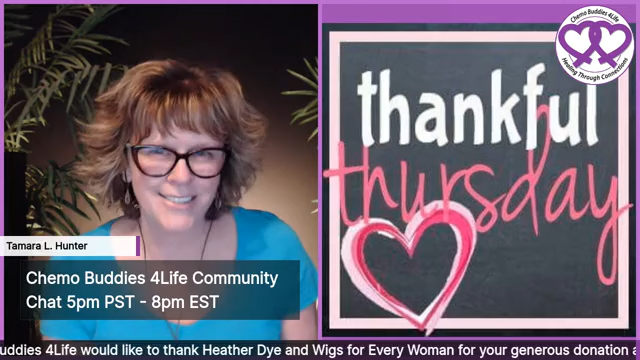 Chemo Buddies 4Life
Healing Through Connections
thankful
thursday
Tamara L. Hunter
Chemo Buddies 4Life Community
Chat 5pm PST - 8pm EST
uddies 4Life would like to thank Heather Dye and Wigs for Every Woman for your generous donation a